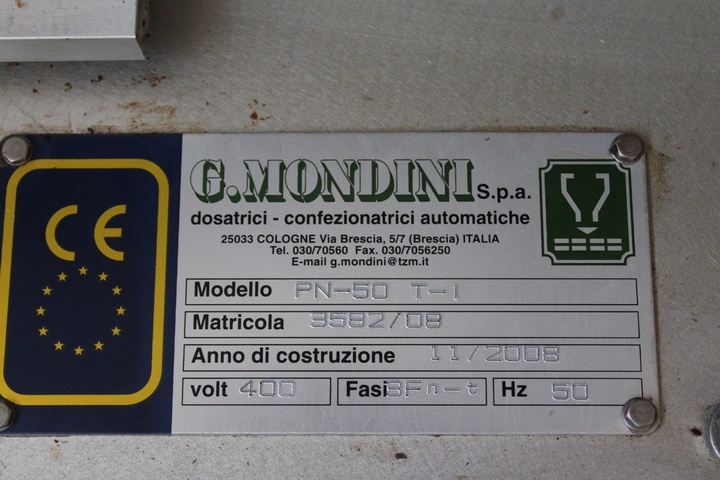 CE
G.MONDINI S.p.a.
dosatrici - confezionatrici automatiche
25033 COLOGNE Via Brescia, 5/7 (Brescia) ITALIA
Tel. 030/70560 Fax. 030/7056250
E-mail g.mondini@tzm.it
Modello PN-50 T-1
Matricola 3582/08
Anno di costruzione 11/2008
volt 400 Fasi 3Fn-t Hz 50